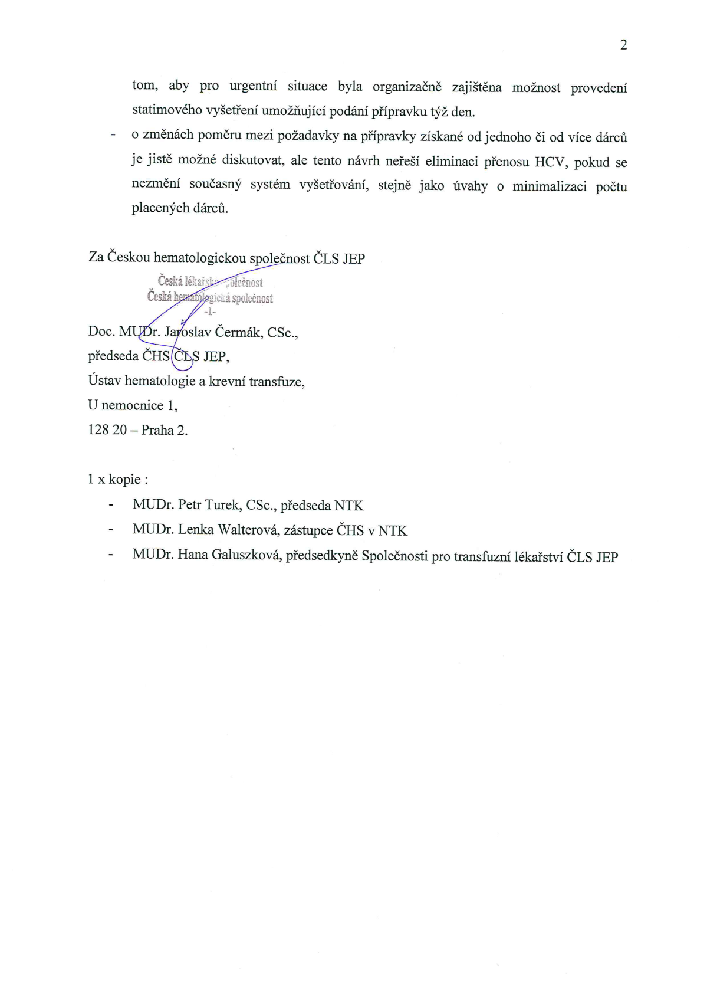 2
tom, aby pro urgentní situace byla organizačně zajištěna možnost provedení
statimového vyšetření umožňující podání přípravku týž den.
- o změnách poměru mezi požadavky na přípravky získané od jednoho či od více dárců
je jistě možné diskutovat, ale tento návrh neřeší eliminaci přenosu HCV, pokud se
nezmění současný systém vyšetřování, stejně jako úvahy o minimalizaci počtu
placených dárců.
Za Českou hematologickou společnost ČLS JEP
Česká lékařská společnost
Česká hematologická společnost
-1-
Doc. MUDr. Jaroslav Čermák, CSc.,
předseda ČHS ČLS JEP,
Ústav hematologie a krevní transfuze,
U nemocnice 1,
128 20 – Praha 2.
1 x kopie :
- MUDr. Petr Turek, CSc., předseda NTK
- MUDr. Lenka Walterová, zástupce ČHS v NTK
- MUDr. Hana Galuszková, předsedkyně Společnosti pro transfuzní lékařství ČLS JEP